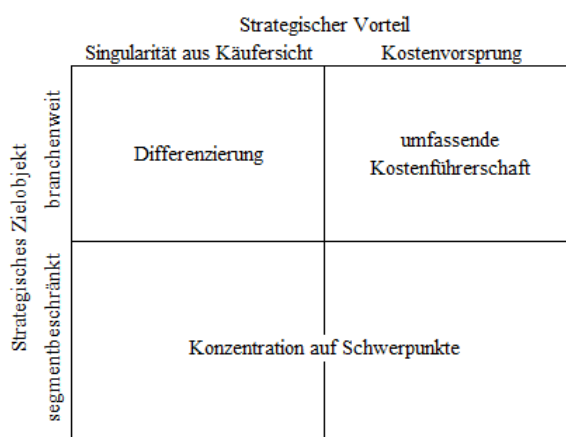 Strategischer Vorteil
Singularität aus Käufersicht
Kostenvorsprung
Strategisches Zielobjekt
branchenweit
Differenzierung
umfassende
Kostenführerschaft
segmentbeschränkt
Konzentration auf Schwerpunkte